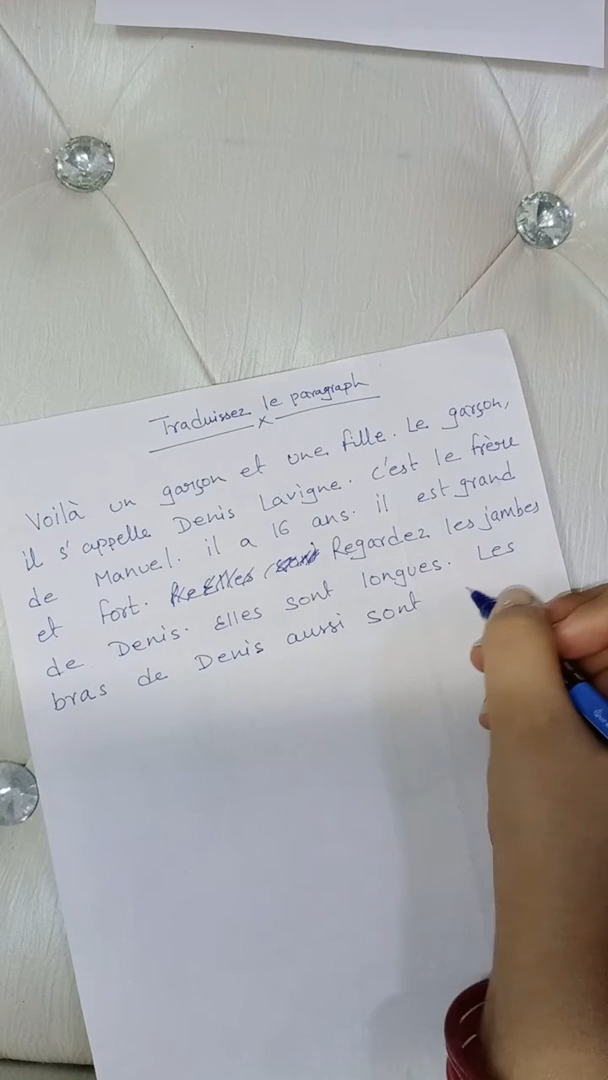 Traduissez le paragraph
Voilà un garçon et une fille. Le garçon,
il s'appelle Denis Lavigne. c'est le frère
de Manuel. il a 16 ans. il est grand
et fort. Regardez les jambes
de Denis. Elles sont longues. Les
bras de Denis aussi sont